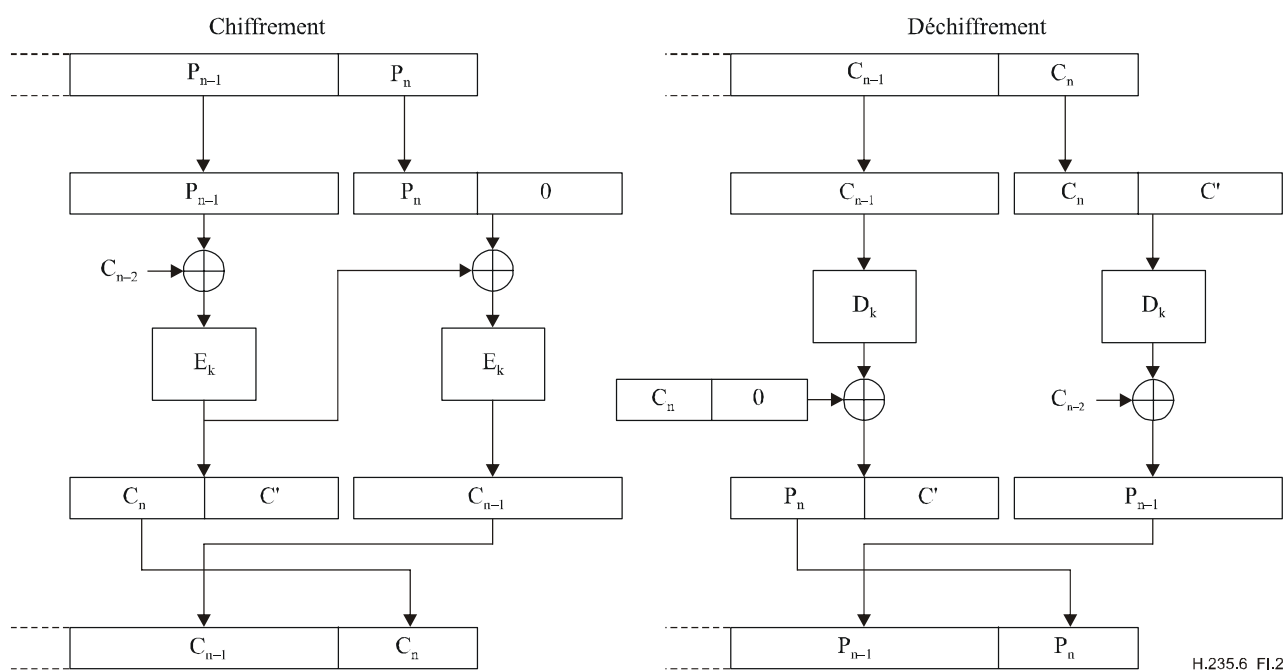 Chiffrement
P_{n–1} P_n
P_{n–1} P_n 0
C_{n–2}
E_k E_k
C_n C' C_{n–1}
C_{n–1} C_n
Déchiffrement
C_{n–1} C_n
C_{n–1} C_n C'
D_k D_k
C_n 0 C_{n–2}
P_n C' P_{n–1}
P_{n–1} P_n
H.235.6_FI.2